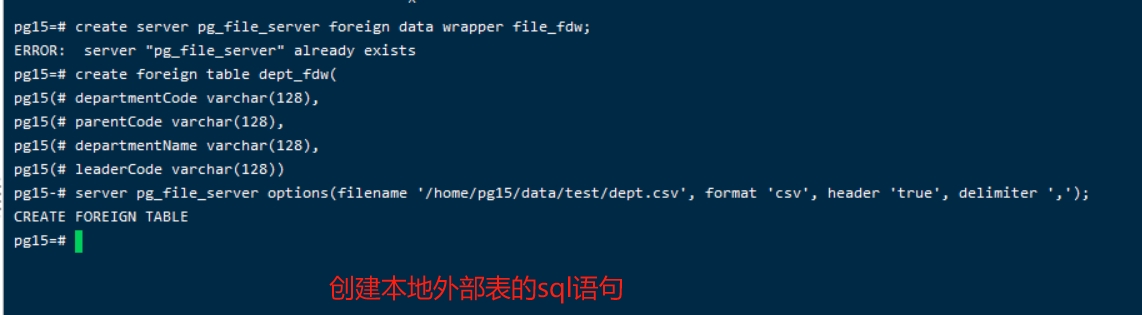 pg15=# create server pg_file_server foreign data wrapper file_fdw;
ERROR:  server "pg_file_server" already exists
pg15=# create foreign table dept_fdw(
pg15(# departmentCode varchar(128),
pg15(# parentCode varchar(128),
pg15(# departmentName varchar(128),
pg15(# leaderCode varchar(128))
pg15-# server pg_file_server options(filename '/home/pg15/data/test/dept.csv', format 'csv', header 'true', delimiter ',');
CREATE FOREIGN TABLE
pg15=#
创建本地外部表的sql语句